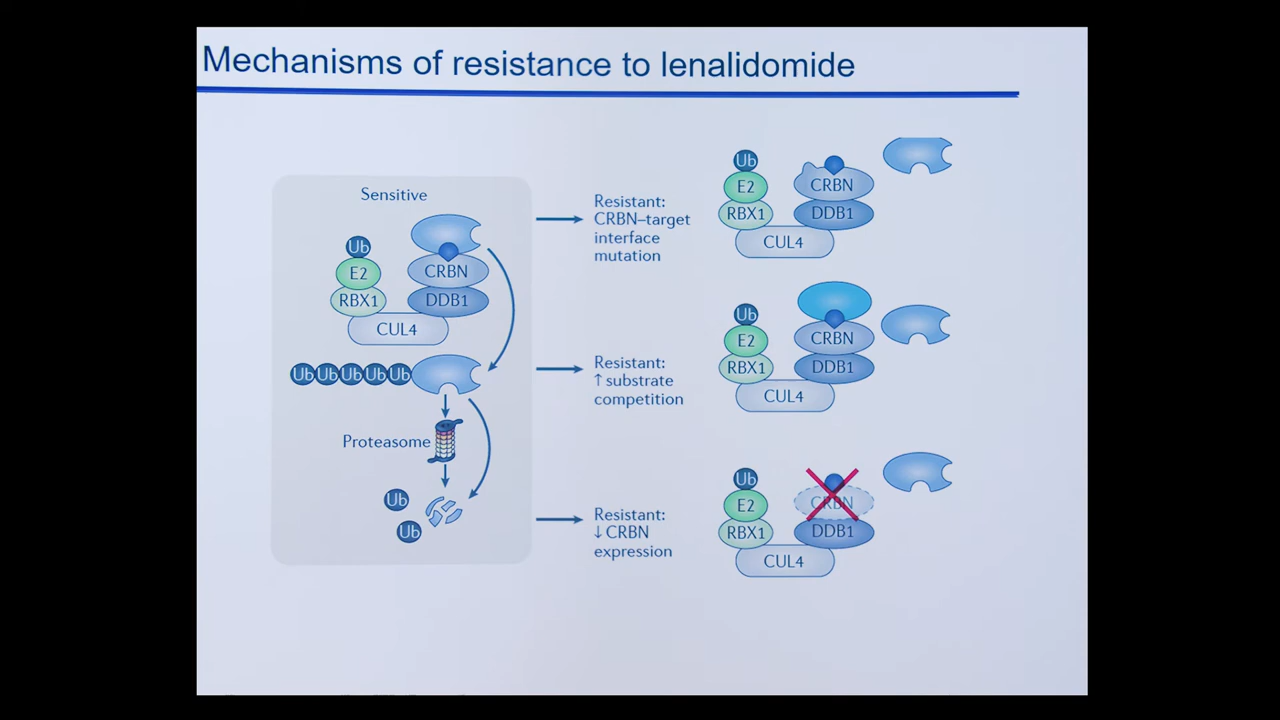 Mechanisms of resistance to lenalidomide
Sensitive
Ub
E2
RBX1
CRBN
DDB1
CUL4
Ub Ub Ub Ub Ub
Proteasome
Ub
Ub
Resistant:
CRBN–target
interface
mutation
Ub
E2
RBX1
CRBN
DDB1
CUL4
Resistant:
↑ substrate
competition
Ub
E2
RBX1
CRBN
DDB1
CUL4
Resistant:
↓ CRBN
expression
Ub
E2
RBX1
CRBN
DDB1
CUL4